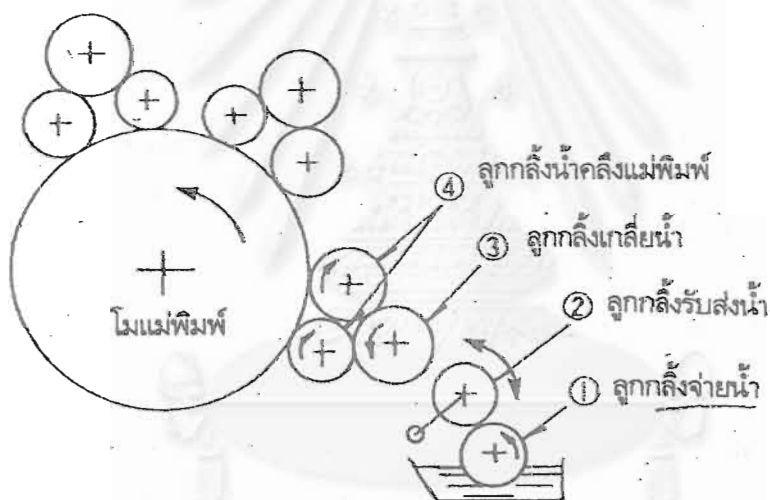 ④ ลูกกลิ้งน้ำคลึงแม่พิมพ์
③ ลูกกลิ้งเกลี่ยน้ำ
② ลูกกลิ้งรับส่งน้ำ
① ลูกกลิ้งจ่ายน้ำ
โมแม่พิมพ์